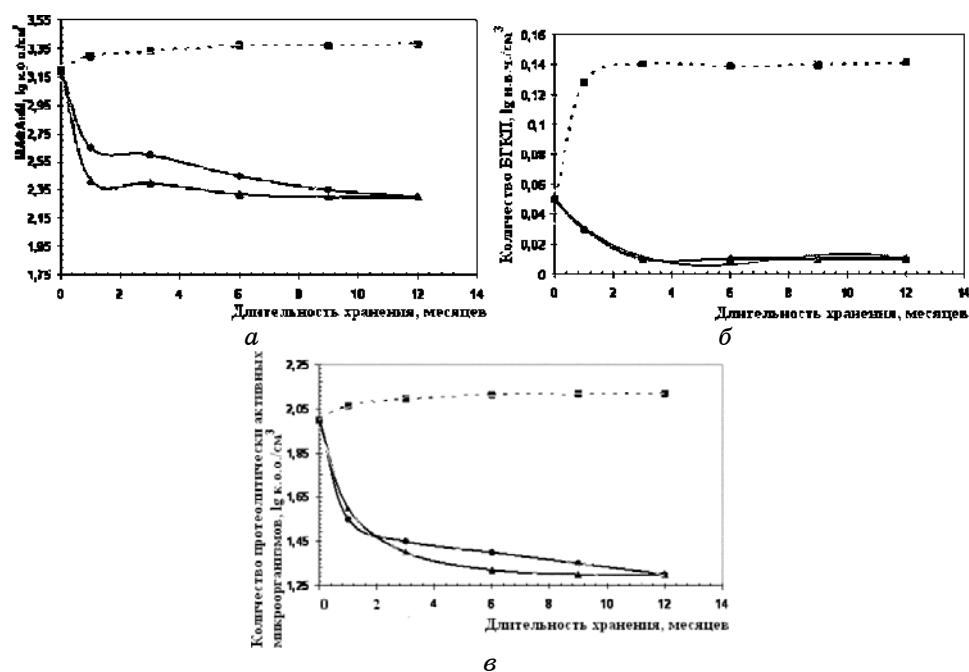 МАФАнМ, lg к.о.о./см³
3,55
3,35
3,15
2,95
2,75
2,55
2,35
2,15
1,95
1,75
0 2 4 6 8 10 12 14
Длительность хранения, месяцев
а
Количество БГКП, lg н.в.ч./см³
0,16
0,14
0,12
0,1
0,08
0,06
0,04
0,02
0
0 2 4 6 8 10 12 14
Длительность хранения, месяцев
б
Количество протеолитически активных
микроорганизмов, lg к.о.о./см³
2,25
2,05
1,85
1,65
1,45
1,25
0 2 4 6 8 10 12 14
Длительность хранения, месяцев
в